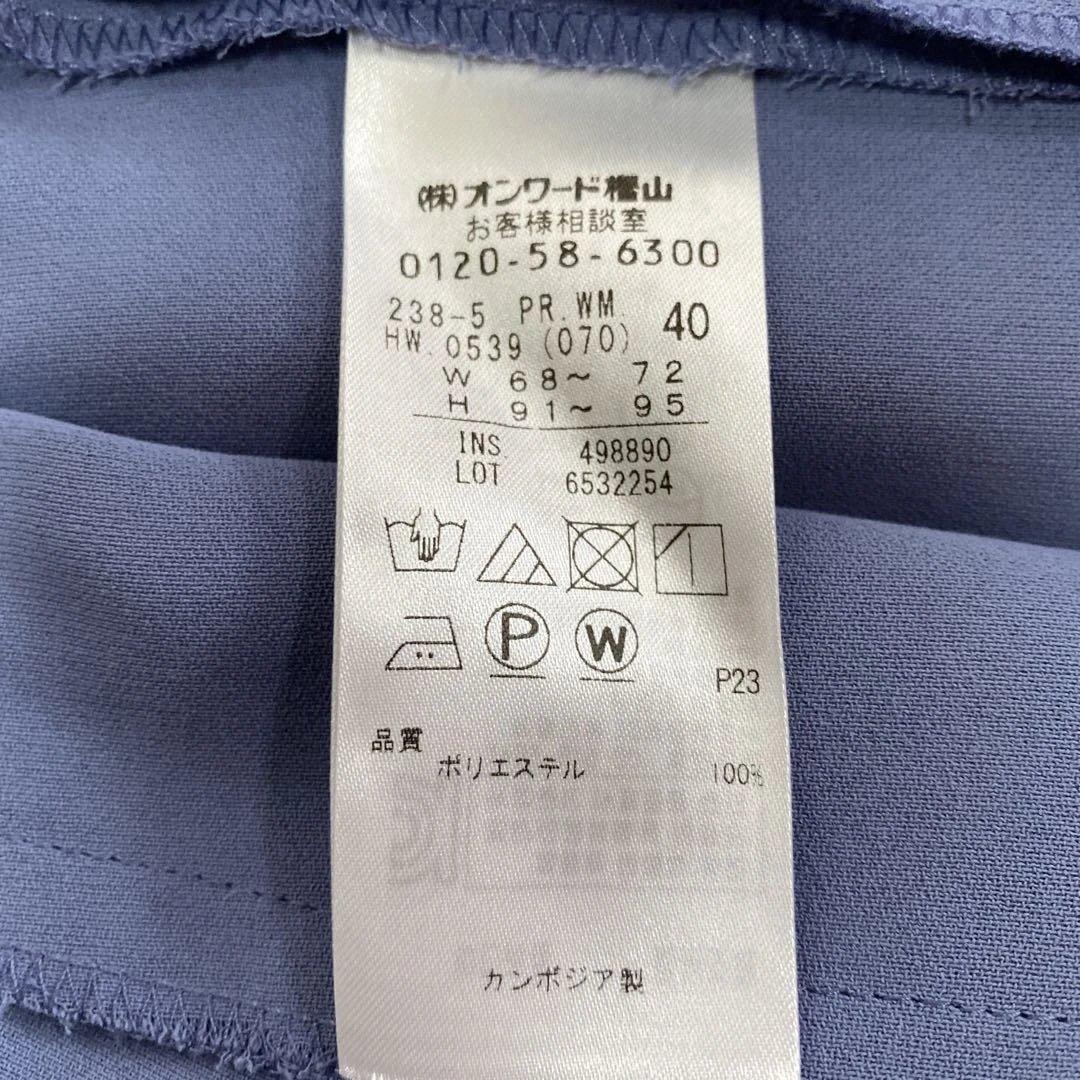 (株)オンワード樫山
お客様相談室
0120-58-6300
238-5 PR.WM. 40
HW.0539(070)
W 68～72
H 91～95
INS. 498890
LOT 6532254
P
W
P23
品質
ポリエステル 100%
カンボジア製